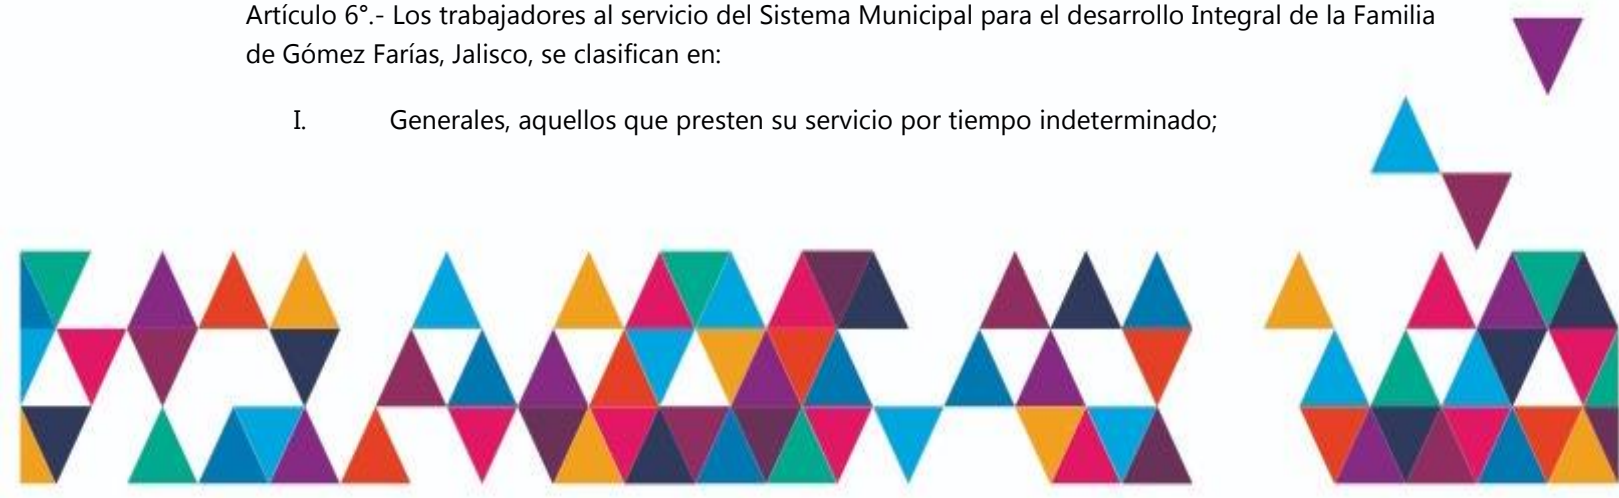 Artículo 6°.- Los trabajadores al servicio del Sistema Municipal para el desarrollo Integral de la Familia
de Gómez Farías, Jalisco, se clasifican en:
I. Generales, aquellos que presten su servicio por tiempo indeterminado;